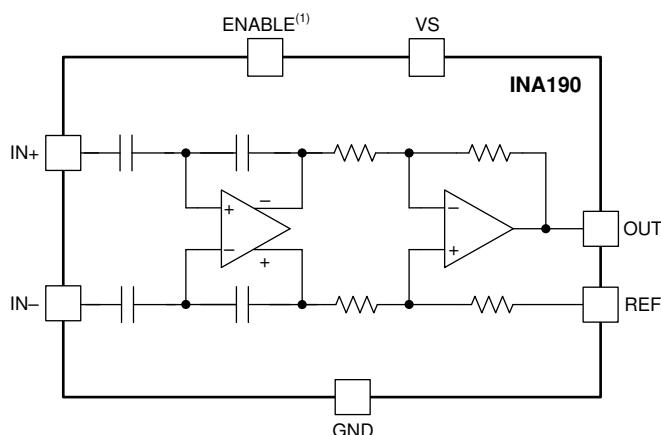 ENABLE(1)
VS
INA190
IN+
+
−
−
+
−
+
OUT
IN−
REF
GND